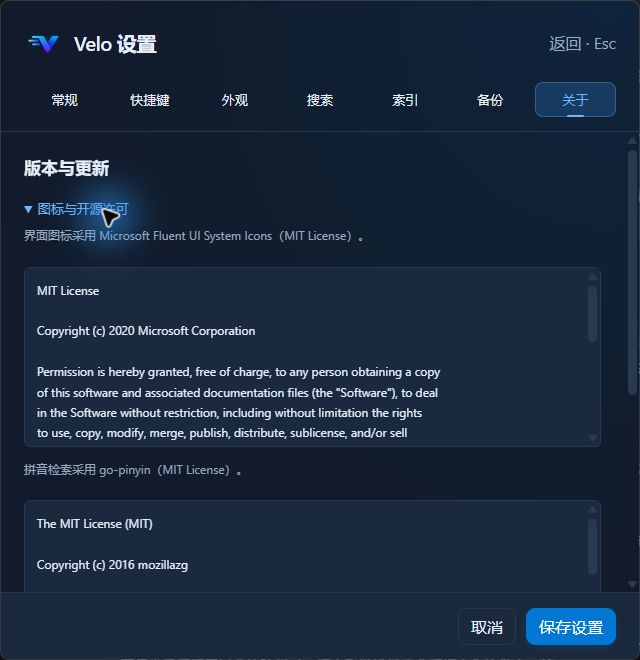 Velo 设置
返回 · Esc
常规
快捷键
外观
搜索
索引
备份
关于
版本与更新
▼ 图标与开源许可
界面图标采用 Microsoft Fluent UI System Icons（MIT License）。
MIT License
Copyright (c) 2020 Microsoft Corporation
Permission is hereby granted, free of charge, to any person obtaining a copy
of this software and associated documentation files (the "Software"), to deal
in the Software without restriction, including without limitation the rights
to use, copy, modify, merge, publish, distribute, sublicense, and/or sell
拼音检索采用 go-pinyin（MIT License）。
The MIT License (MIT)
Copyright (c) 2016 mozillazg
取消
保存设置